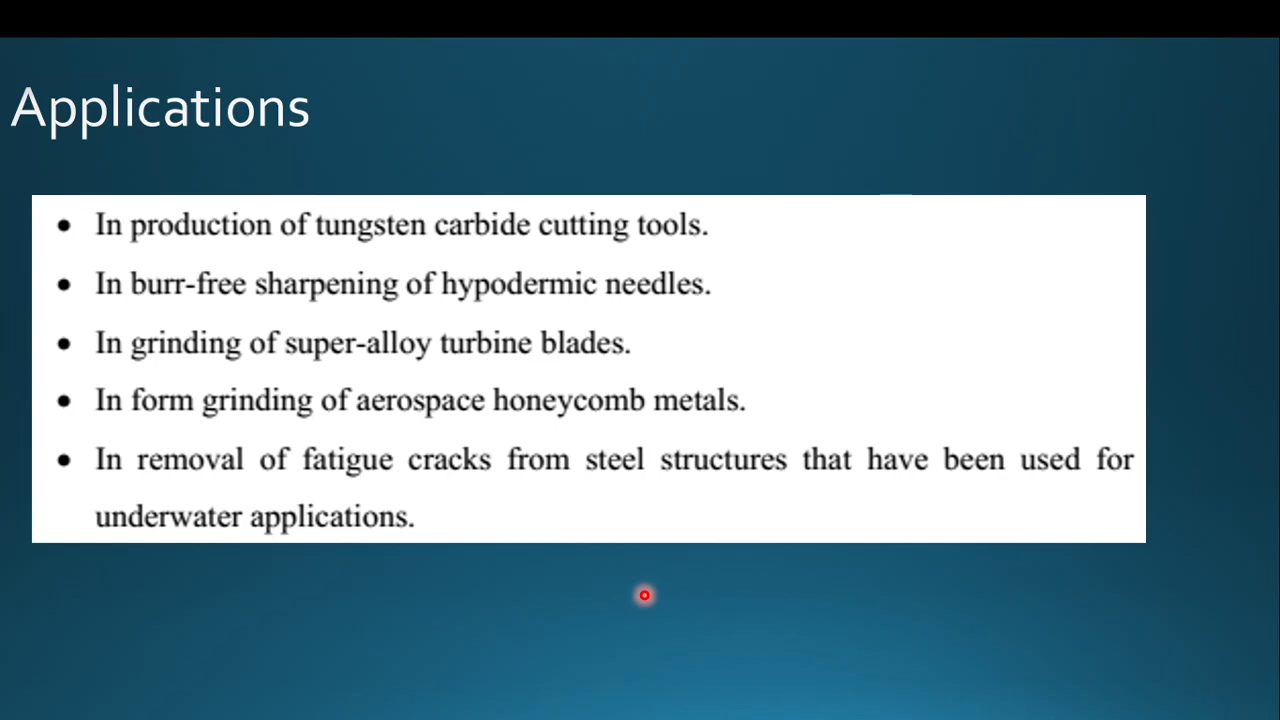 Applications
• In production of tungsten carbide cutting tools.
• In burr-free sharpening of hypodermic needles.
• In grinding of super-alloy turbine blades.
• In form grinding of aerospace honeycomb metals.
• In removal of fatigue cracks from steel structures that have been used for
underwater applications.